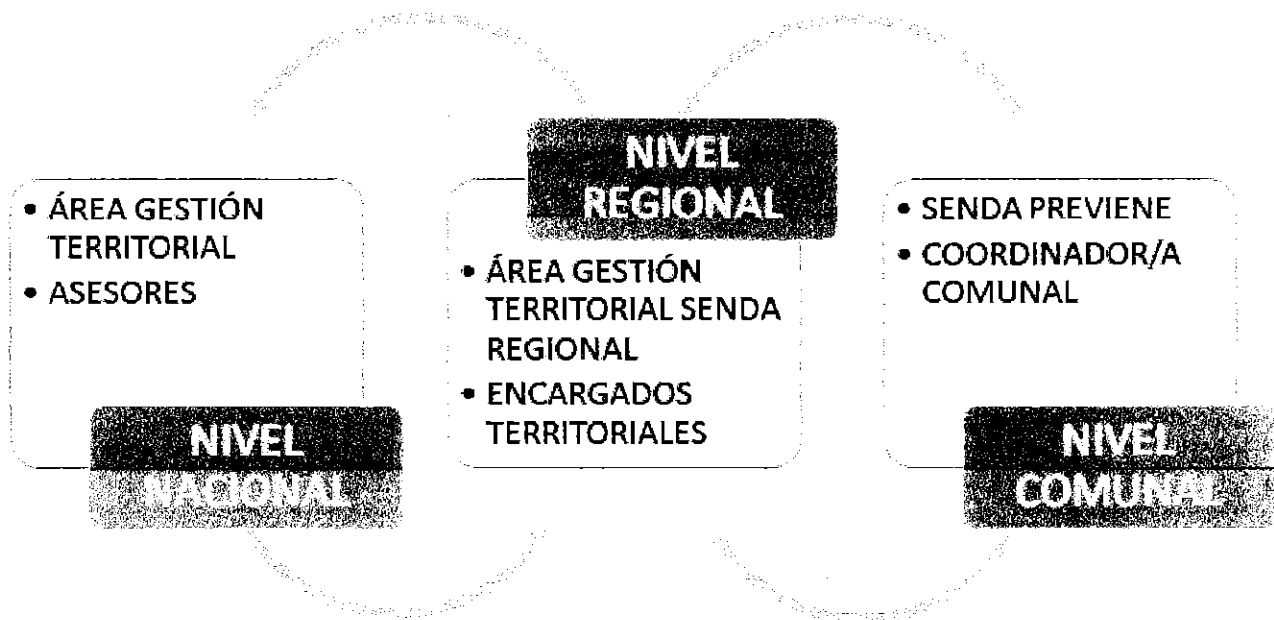 • ÁREA GESTIÓN
TERRITORIAL
• ASESORES
NIVEL
NACIONAL
NIVEL
REGIONAL
• ÁREA GESTIÓN
TERRITORIAL SENDA
REGIONAL
• ENCARGADOS
TERRITORIALES
• SENDA PREVIENE
• COORDINADOR/A
COMUNAL
NIVEL
COMUNAL